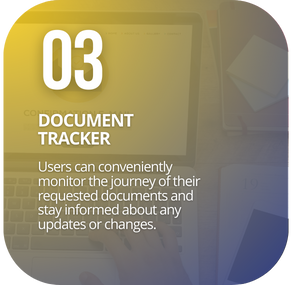 03
DOCUMENT
TRACKER
Users can conveniently
monitor the journey of their
requested documents and
stay informed about any
updates or changes.